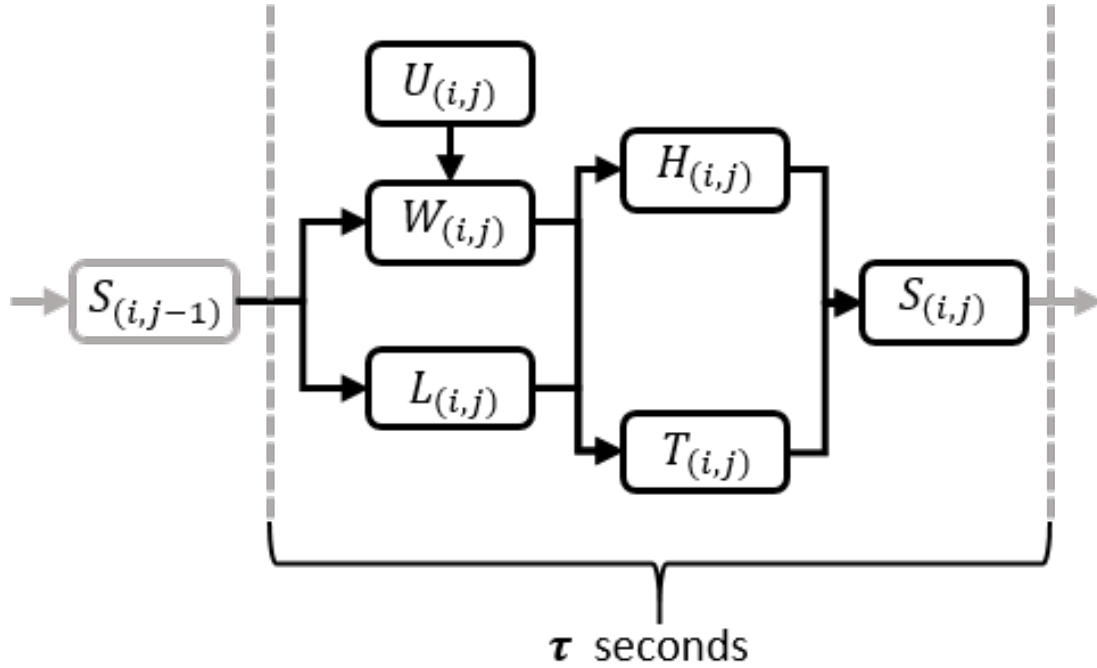 U(i,j)
H(i,j)
W(i,j)
S(i,j−1)
S(i,j)
L(i,j)
T(i,j)
τ seconds